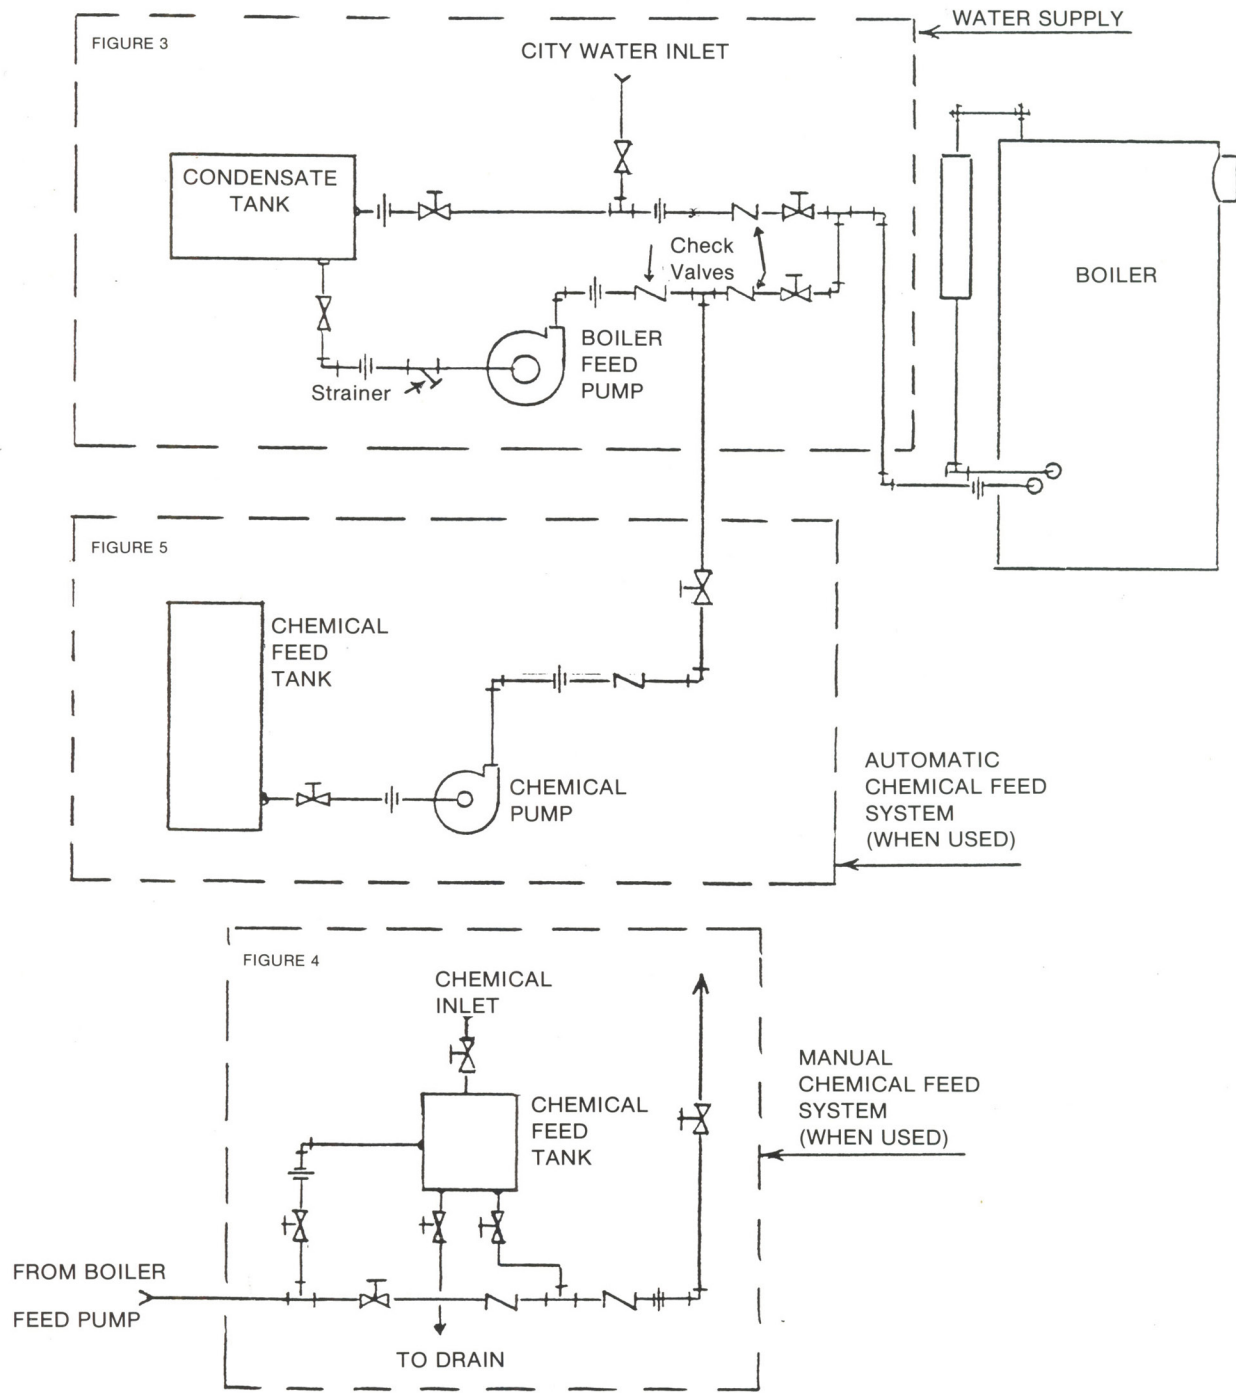 WATER SUPPLY
FIGURE 3
CITY WATER INLET
CONDENSATE
TANK
Check
Valves
BOILER
BOILER
FEED
PUMP
Strainer
FIGURE 5
CHEMICAL
FEED
TANK
CHEMICAL
PUMP
AUTOMATIC
CHEMICAL FEED
SYSTEM
(WHEN USED)
FIGURE 4
CHEMICAL
INLET
CHEMICAL
FEED
TANK
MANUAL
CHEMICAL FEED
SYSTEM
(WHEN USED)
FROM BOILER
FEED PUMP
TO DRAIN